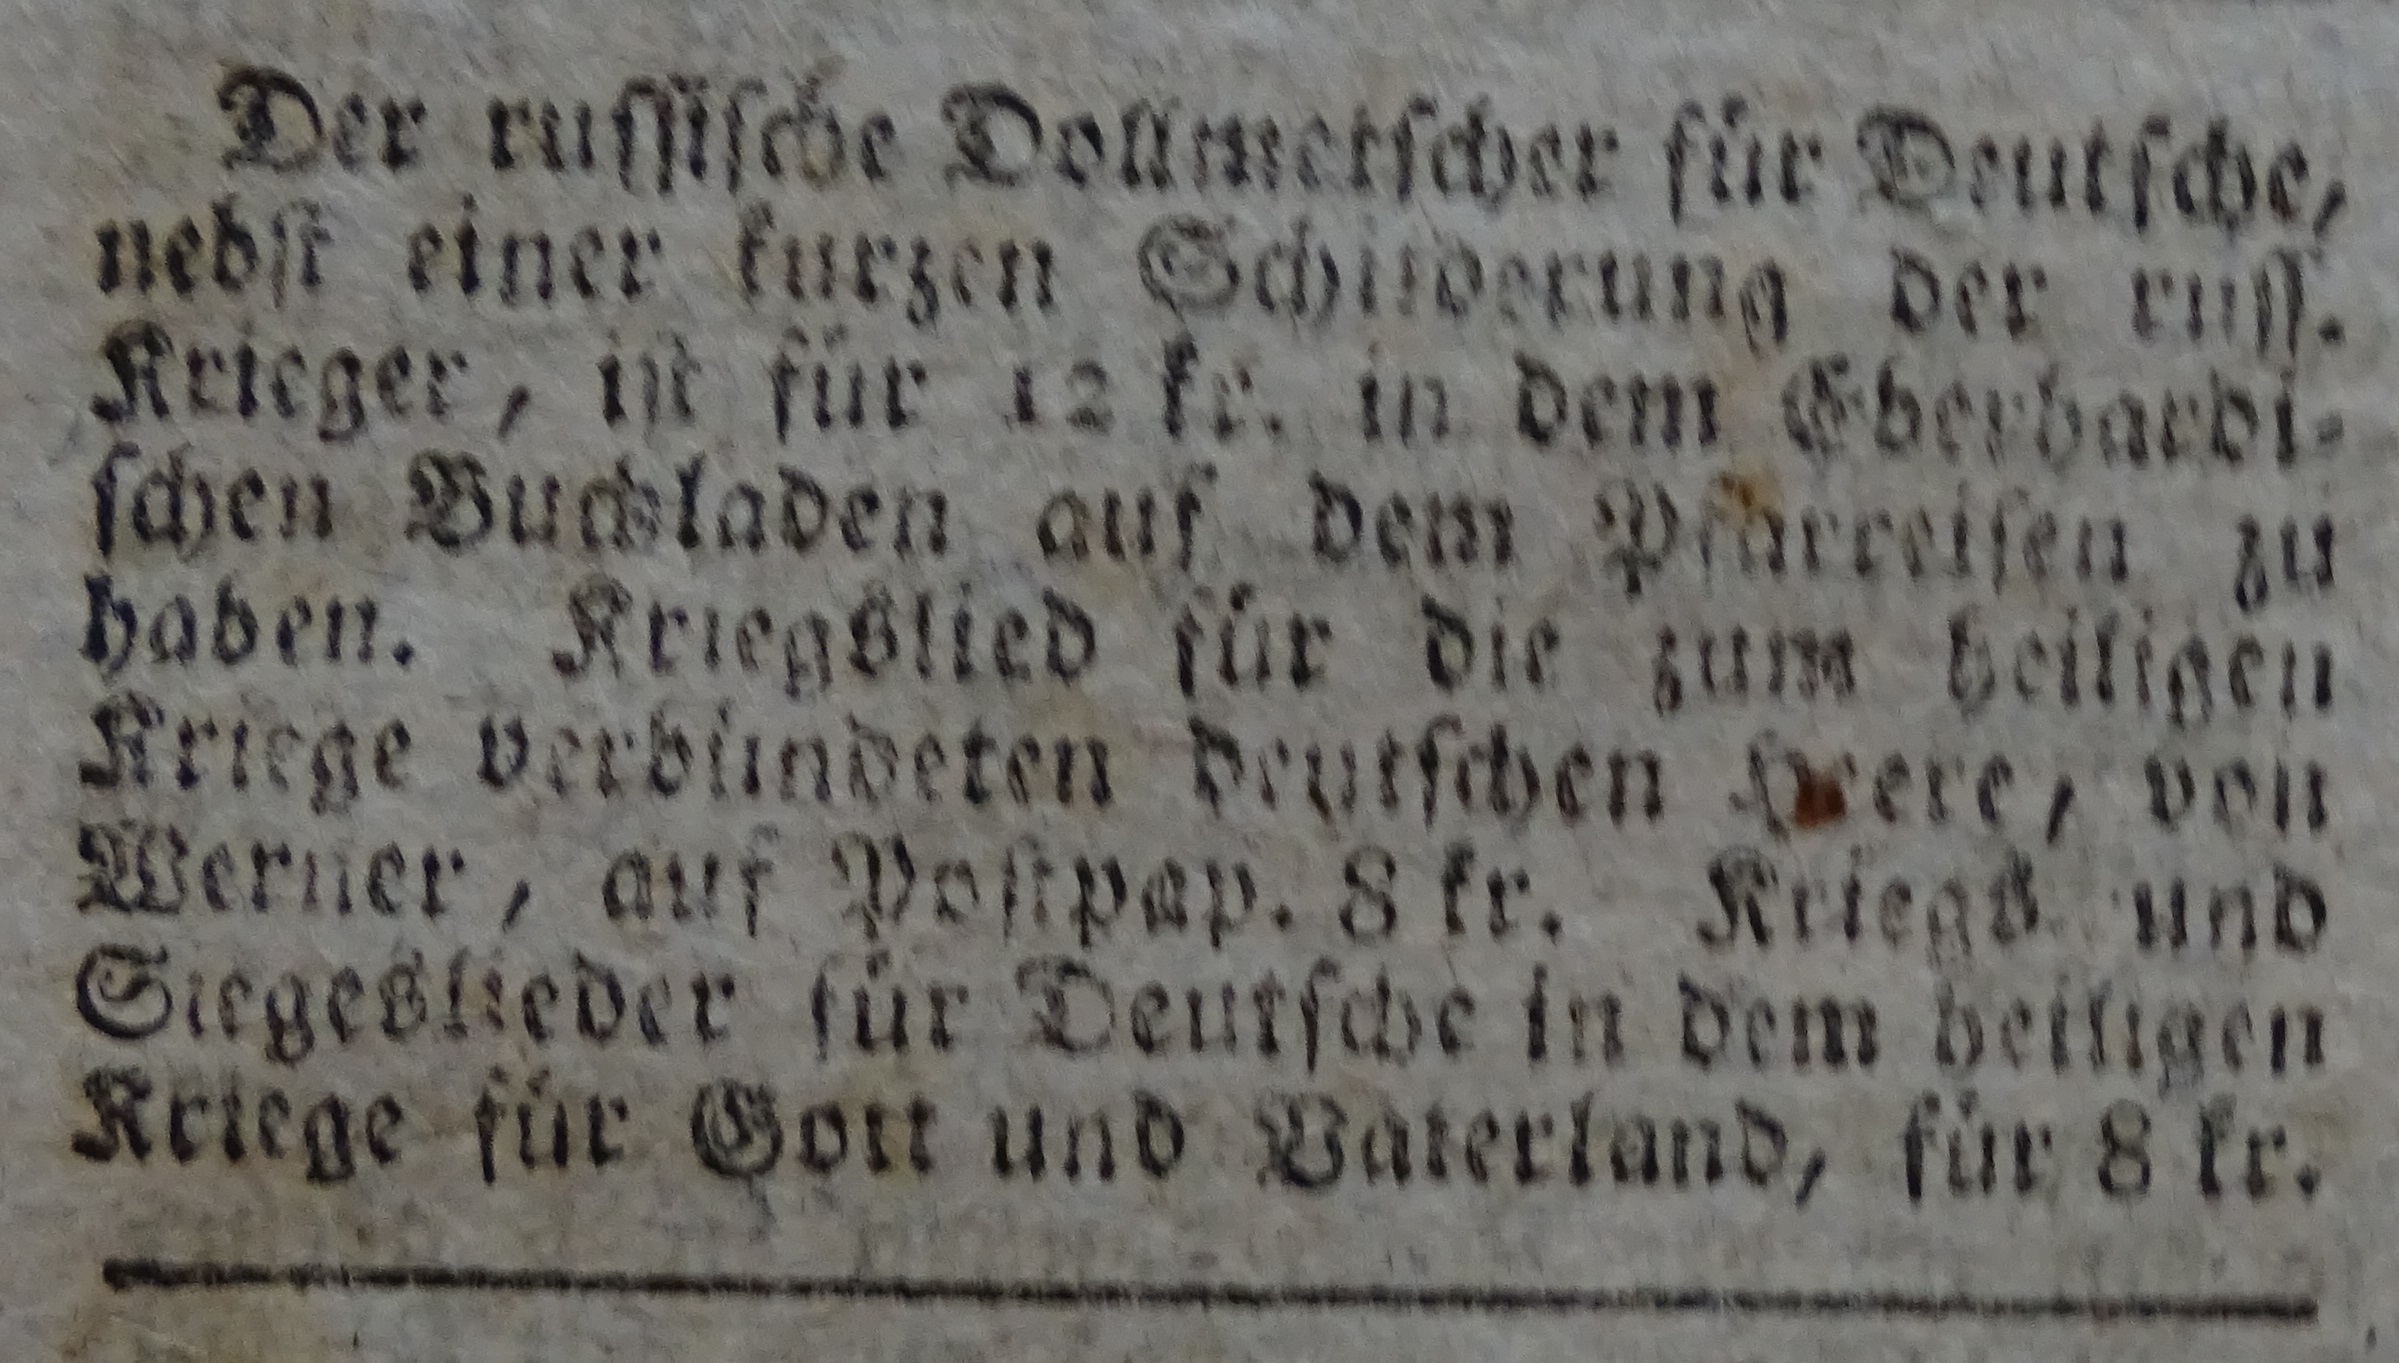 Der russische Dollmetscher für Deutsche,
nebst einer kurzen Schilderung der russ.
Krieger, ist für 12 kr. in dem Eberhardi-
schen Buchladen auf dem Pfarreisen zu
haben. Kriegslied für die zum heiligen
Kriege verbündeten deutschen Heere, von
Werner, auf Postpap. 8 kr. Kriegs und
Siegeslieder für Deutsche in dem heiligen
Kriege für Gott und Vaterland, für 8 kr.